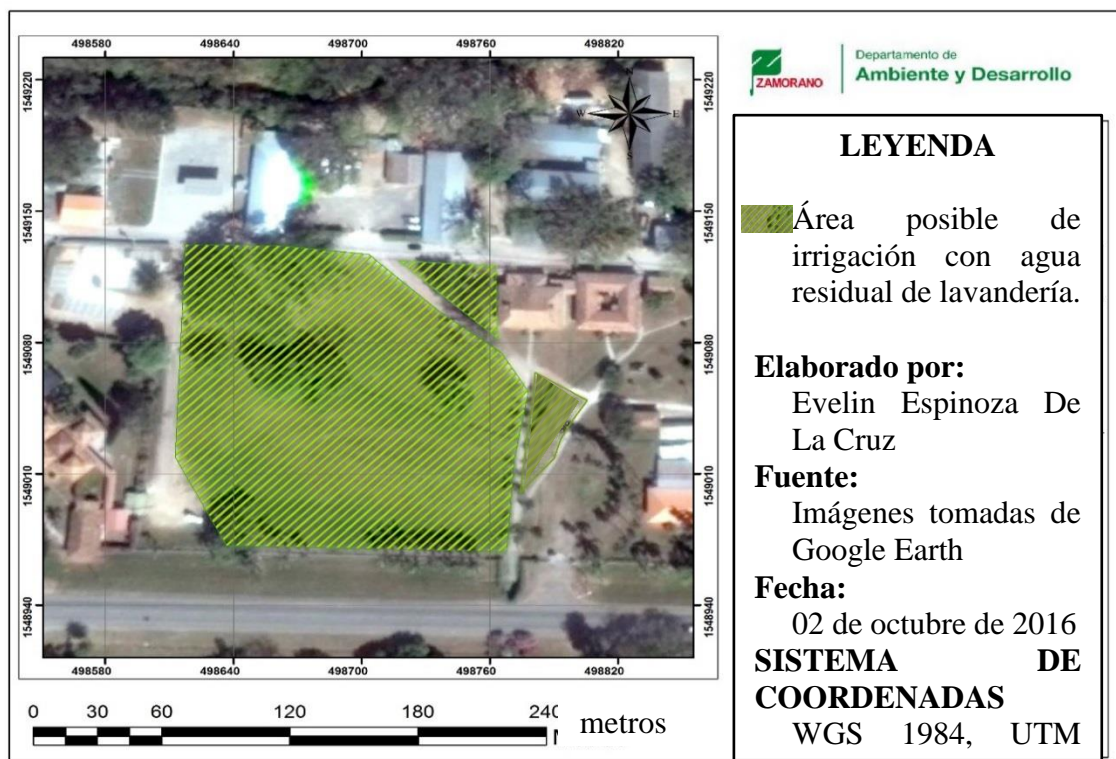 498580 498640 498700 498760 498820
1549220
1549150
1549080
1549010
1548940
1549220
1549150
1549080
1549010
1548940
N
W E
S
498580 498640 498700 498760 498820
0 30 60 120 180 240
metros
ZAMORANO
Departamento de
Ambiente y Desarrollo
LEYENDA
Área posible de
irrigación con agua
residual de lavandería.
Elaborado por:
Evelin Espinoza De
La Cruz
Fuente:
Imágenes tomadas de
Google Earth
Fecha:
02 de octubre de 2016
SISTEMA DE
COORDENADAS
WGS 1984, UTM